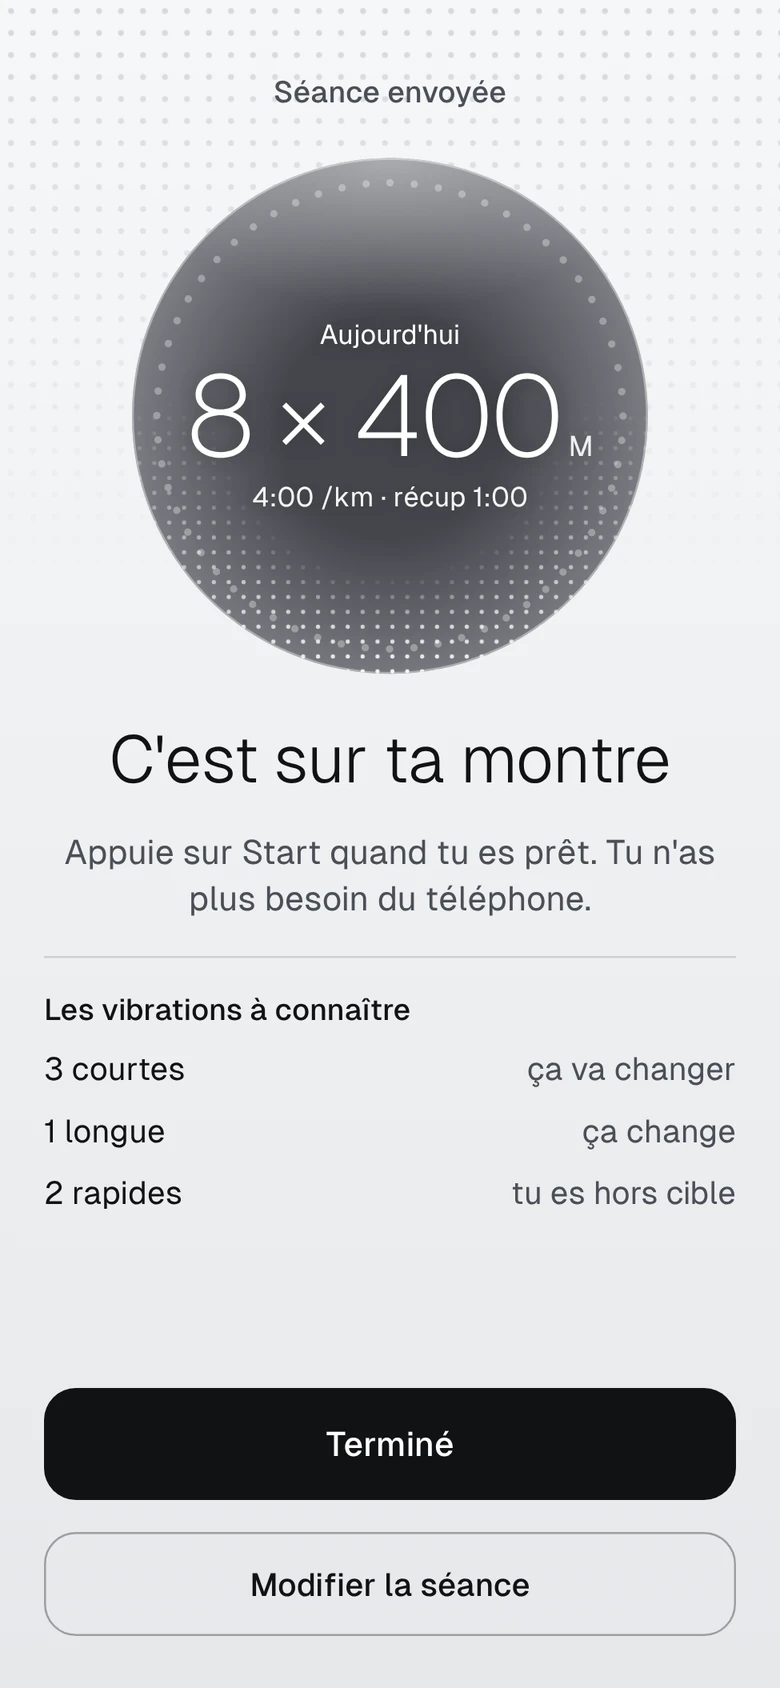 Séance envoyée
Aujourd'hui
8 × 400 M
4:00 /km · récup 1:00
C'est sur ta montre
Appuie sur Start quand tu es prêt. Tu n'as
plus besoin du téléphone.
Les vibrations à connaître
3 courtes ça va changer
1 longue ça change
2 rapides tu es hors cible
Terminé
Modifier la séance